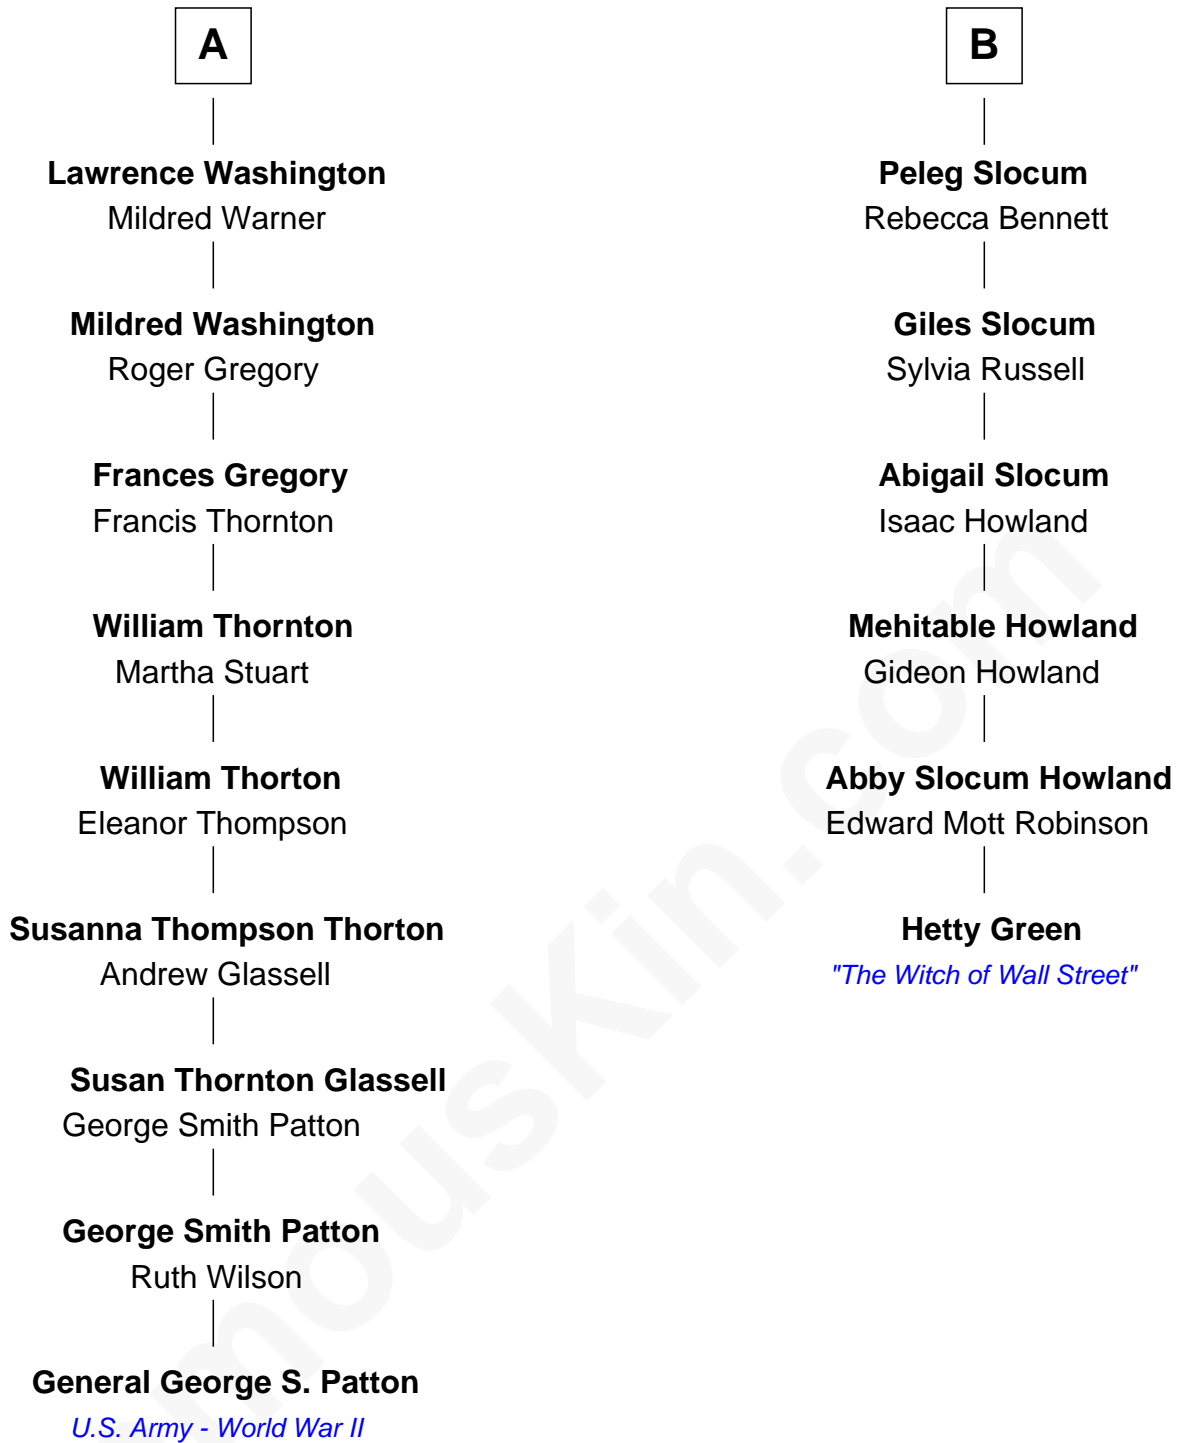 A
Lawrence Washington
Mildred Warner
Mildred Washington
Roger Gregory
Frances Gregory
Francis Thornton
William Thornton
Martha Stuart
William Thorton
Eleanor Thompson
Susanna Thompson Thorton
Andrew Glassell
Susan Thornton Glassell
George Smith Patton
George Smith Patton
Ruth Wilson
General George S. Patton
U.S. Army - World War II
B
Peleg Slocum
Rebecca Bennett
Giles Slocum
Sylvia Russell
Abigail Slocum
Isaac Howland
Mehitable Howland
Gideon Howland
Abby Slocum Howland
Edward Mott Robinson
Hetty Green
"The Witch of Wall Street"
mousKin.com